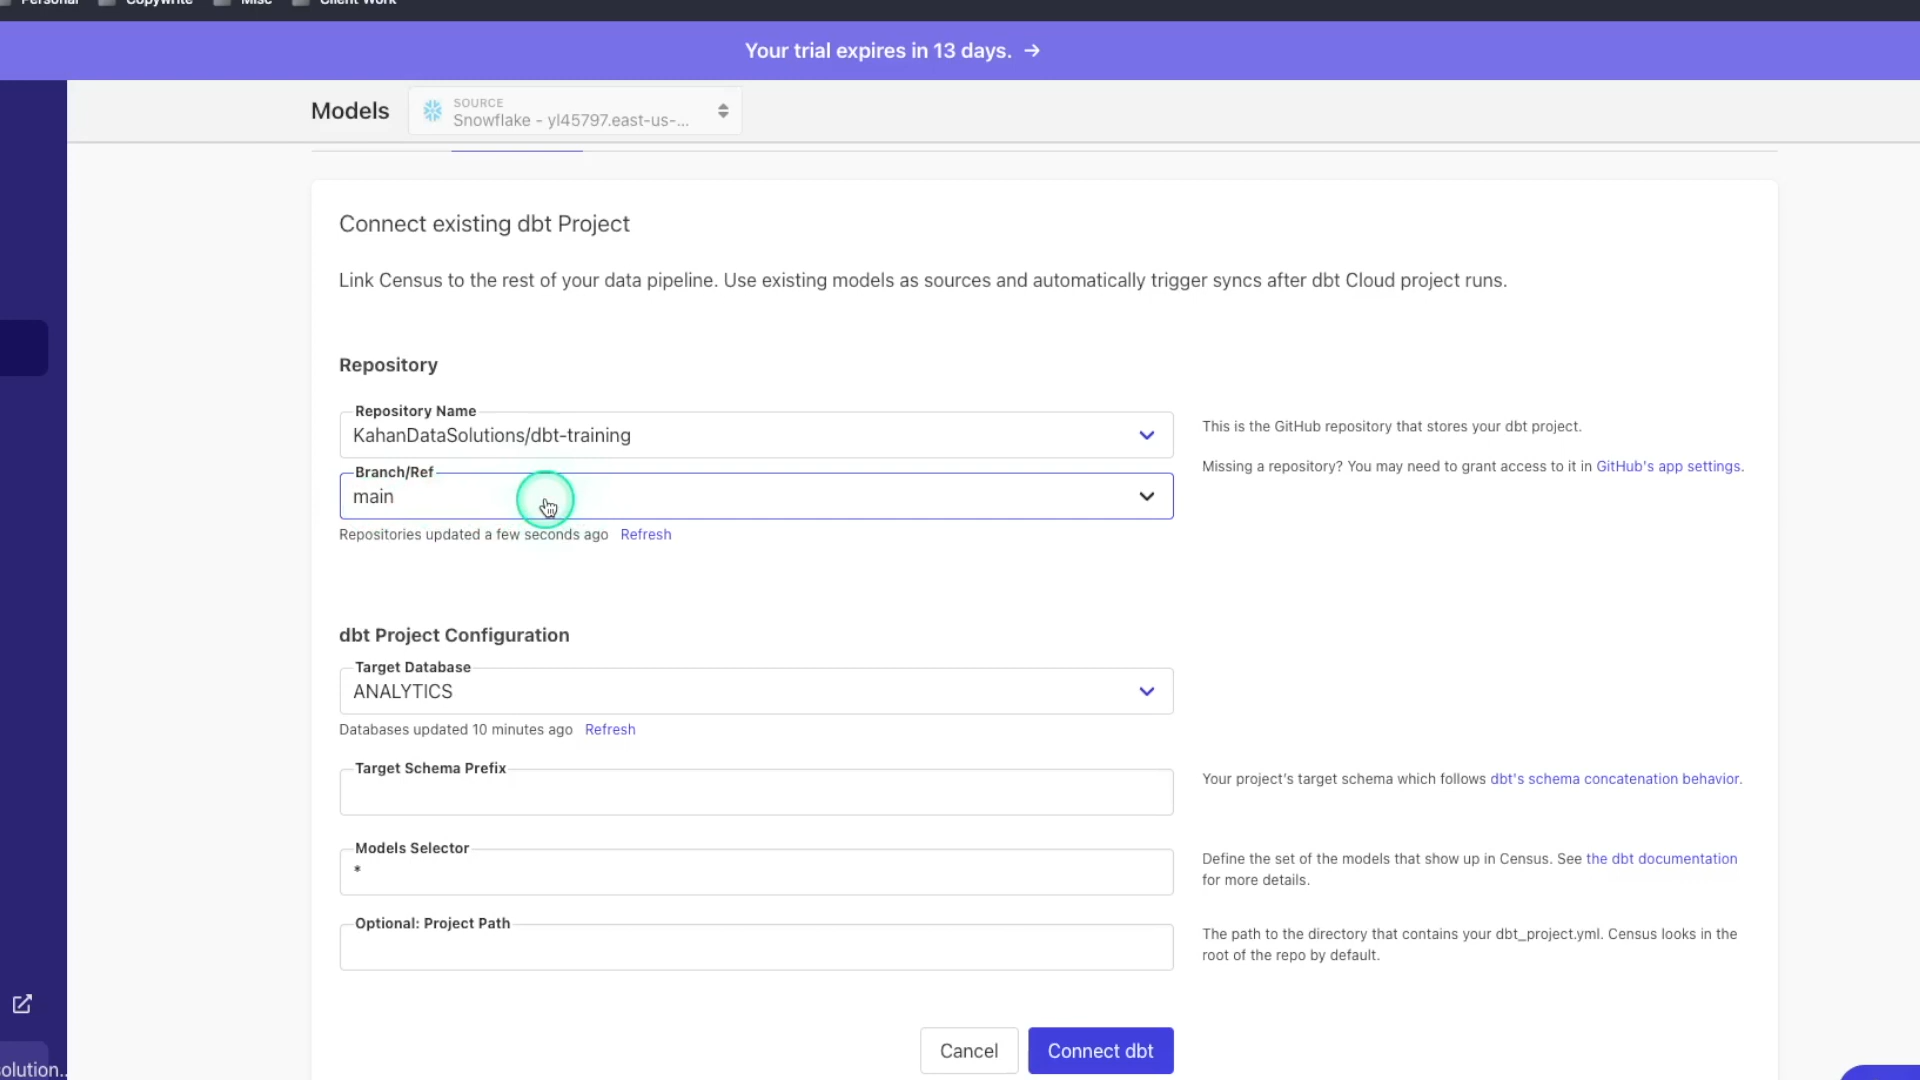 Personal Copywrite Misc Client Work
Your trial expires in 13 days. →
Models
SOURCE
Snowflake - yl45797.east-us-...
Connect existing dbt Project
Link Census to the rest of your data pipeline. Use existing models as sources and automatically trigger syncs after dbt Cloud project runs.
Repository
Repository Name
KahanDataSolutions/dbt-training
This is the GitHub repository that stores your dbt project.
Missing a repository? You may need to grant access to it in GitHub's app settings.
Branch/Ref
main
Repositories updated a few seconds ago Refresh
dbt Project Configuration
Target Database
ANALYTICS
Databases updated 10 minutes ago Refresh
Target Schema Prefix
Your project's target schema which follows dbt's schema concatenation behavior.
Models Selector
*
Define the set of the models that show up in Census. See the dbt documentation
for more details.
Optional: Project Path
The path to the directory that contains your dbt_project.yml. Census looks in the
root of the repo by default.
Cancel
Connect dbt
olution..